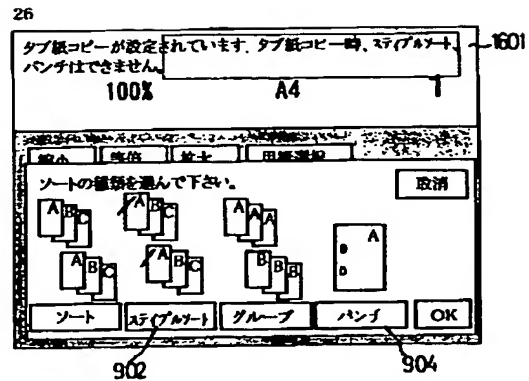 26
タブ紙コピーが設定されています. タブ紙コピー時, ステイプルソート, 1601
パンチはできません.
100% A4 1
縮小 等倍 拡大 用紙選択
ソートの種類を選んで下さい。 取消
A B C A B C A A A A
A B C A B C B B B
ソート ステイプルソート グループ パンチ OK
902 904